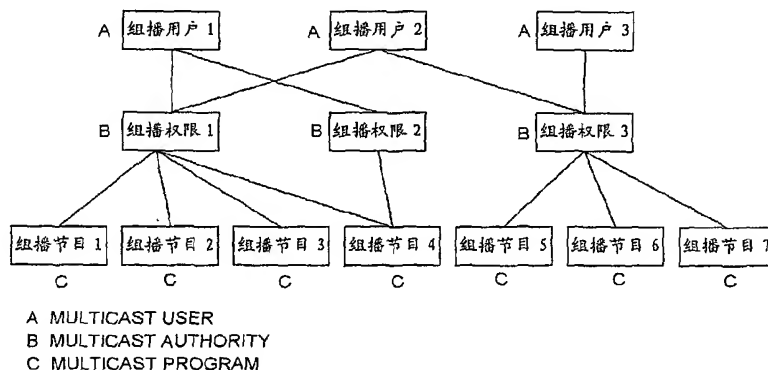 A 组播用户 1 A 组播用户 2 A 组播用户 3
B 组播权限 1 B 组播权限 2 B 组播权限 3
组播节目 1 组播节目 2 组播节目 3 组播节目 4 组播节目 5 组播节目 6 组播节目 7
C C C C C C C
A MULTICAST USER
B MULTICAST AUTHORITY
C MULTICAST PROGRAM